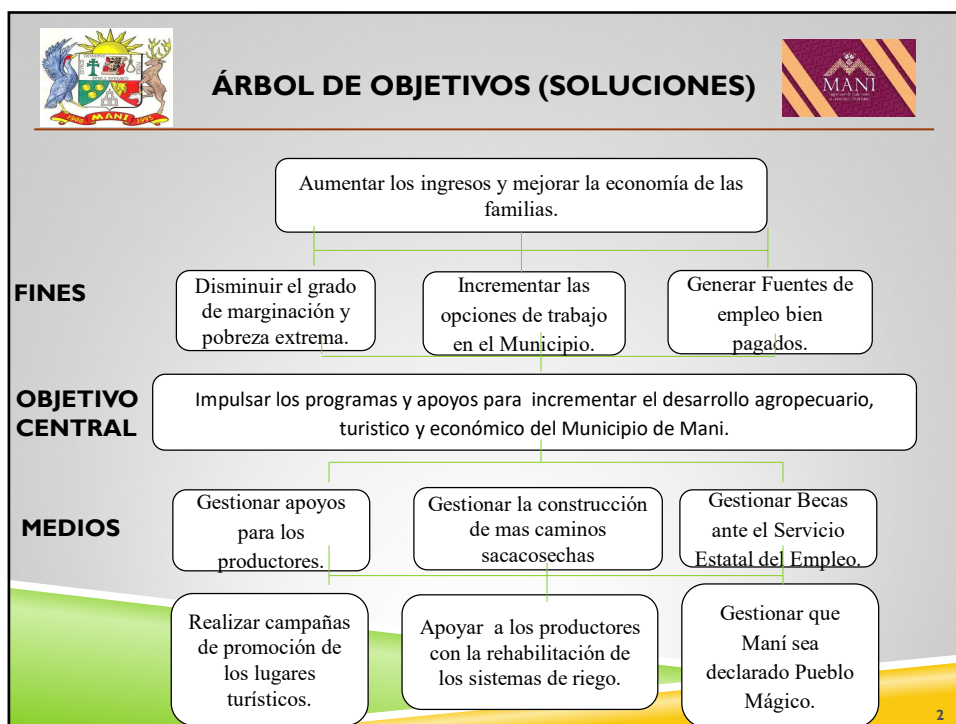 ÁRBOL DE OBJETIVOS (SOLUCIONES)
1900 MANI 1995
MANÍ
Aumentar los ingresos y mejorar la economía de las
familias.
FINES
Disminuir el grado
de marginación y
pobreza extrema.
Incrementar las
opciones de trabajo
en el Municipio.
Generar Fuentes de
empleo bien
pagados.
OBJETIVO
CENTRAL
Impulsar los programas y apoyos para incrementar el desarrollo agropecuario,
turistico y económico del Municipio de Mani.
MEDIOS
Gestionar apoyos
para los
productores.
Gestionar la construcción
de mas caminos
sacacosechas
Gestionar Becas
ante el Servicio
Estatal del Empleo.
Realizar campañas
de promoción de
los lugares
turísticos.
Apoyar a los productores
con la rehabilitación de
los sistemas de riego.
Gestionar que
Maní sea
declarado Pueblo
Mágico.
2